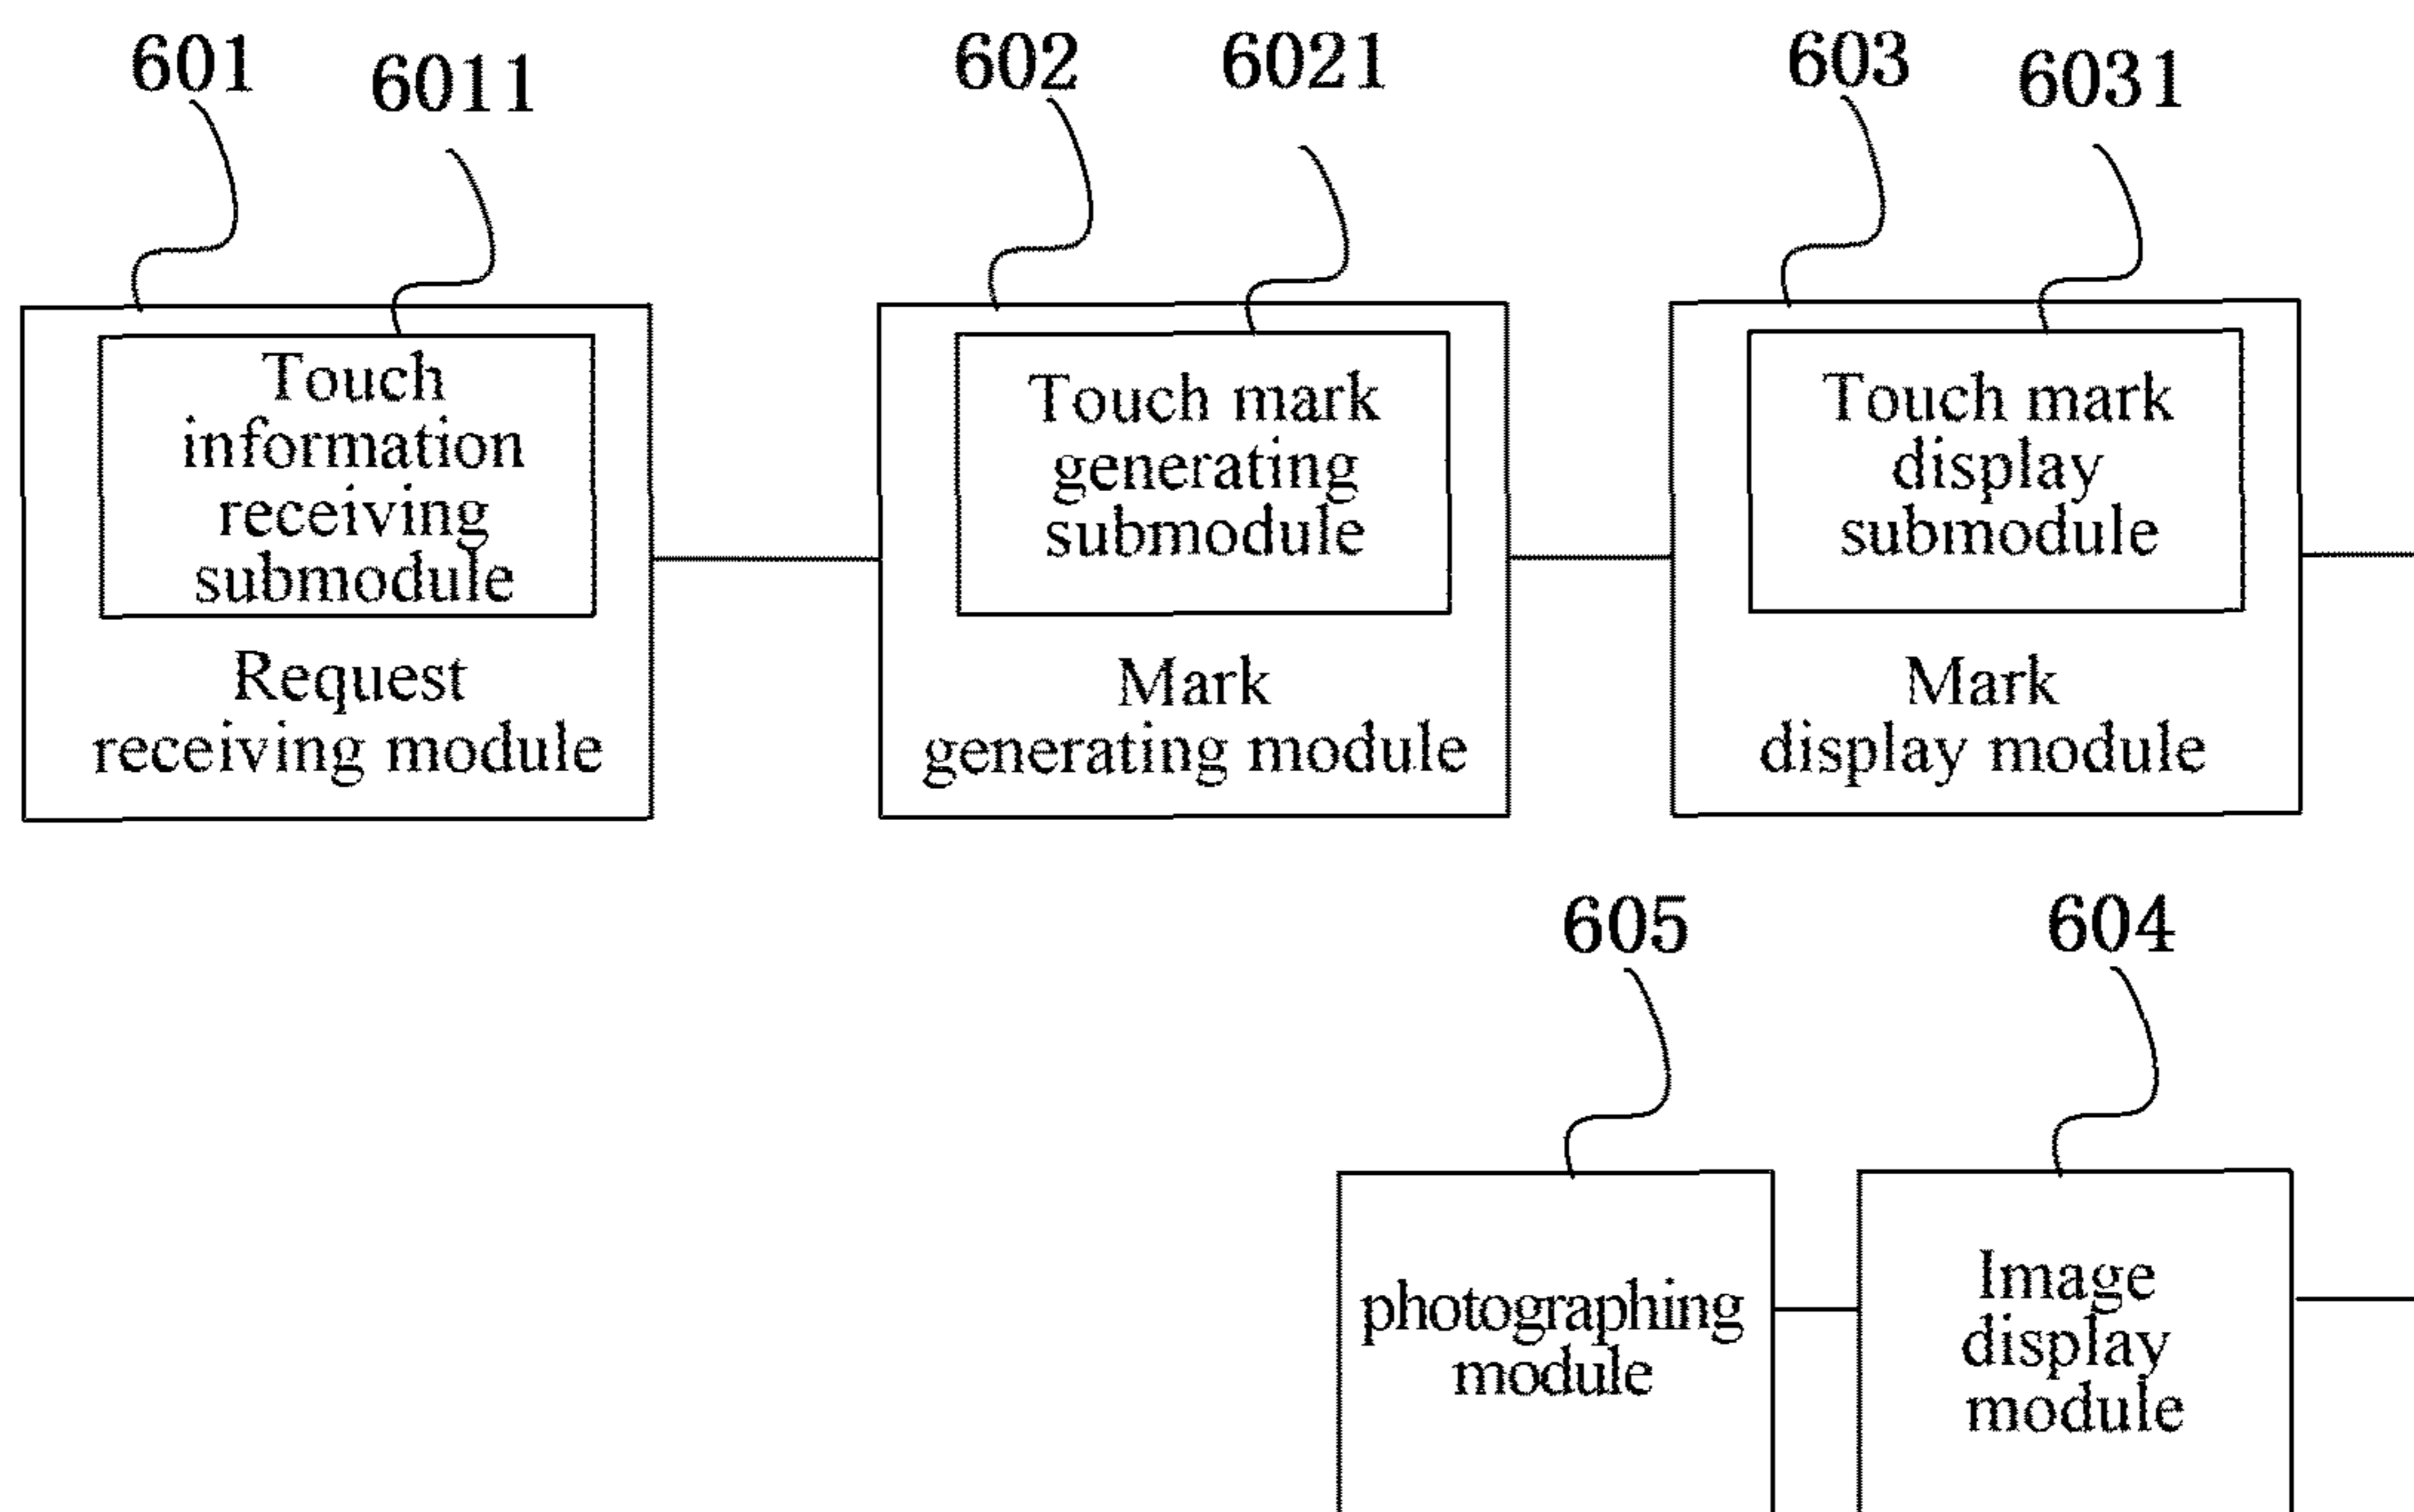 601
6011
602
6021
603
6031
Touch
information
receiving
submodule
Request
receiving module
Touch mark
generating
submodule
Mark
generating module
Touch mark
display
submodule
Mark
display module
605
604
photographing
module
Image
display
module